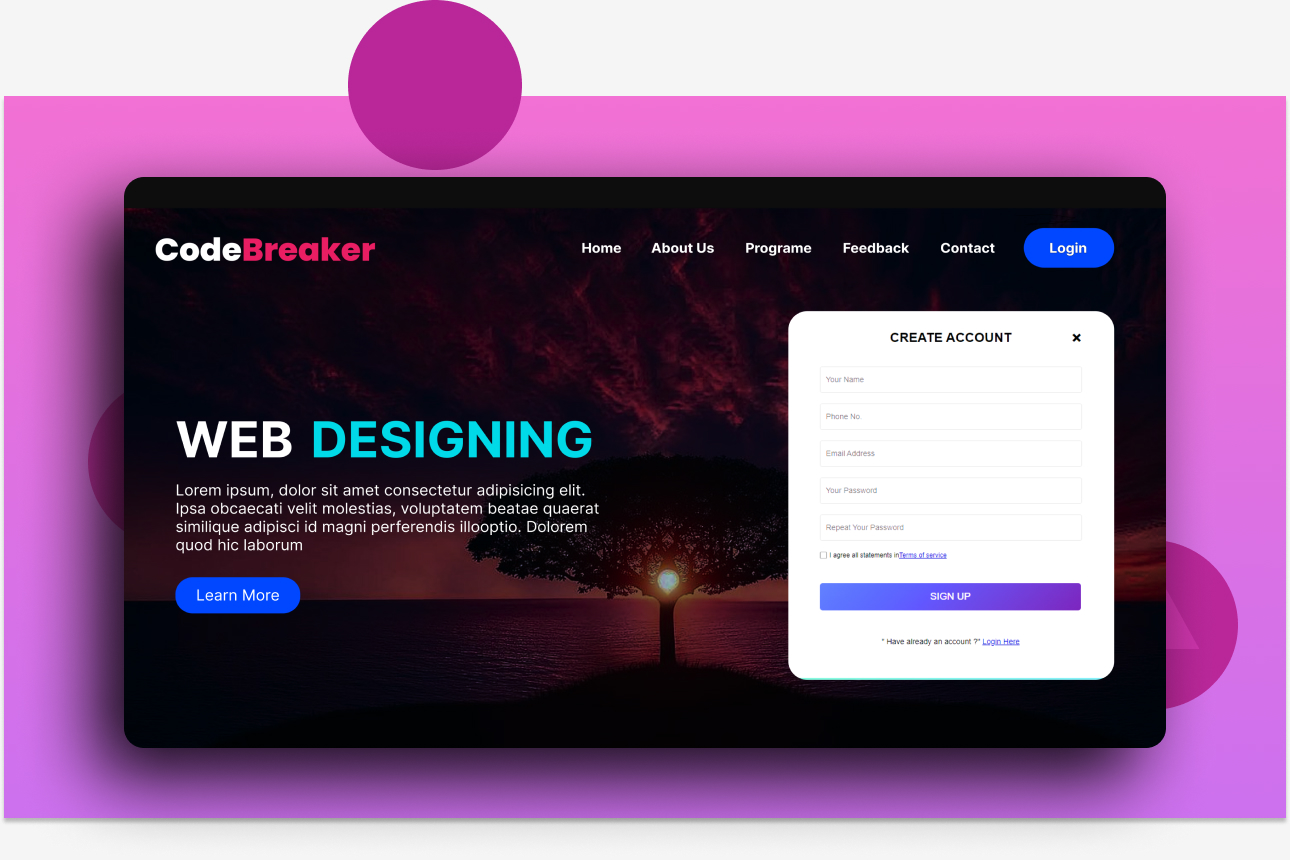 CodeBreaker
Home About Us Programe Feedback Contact Login
WEB DESIGNING
Lorem ipsum, dolor sit amet consectetur adipisicing elit.
Ipsa obcaecati velit molestias, voluptatem beatae quaerat
similique adipisci id magni perferendis illooptio. Dolorem
quod hic laborum
Learn More
CREATE ACCOUNT
Your Name
Phone No.
Email Address
Your Password
Repeat Your Password
I agree all statements inTerms of service
SIGN UP
" Have already an account ?" Login Here